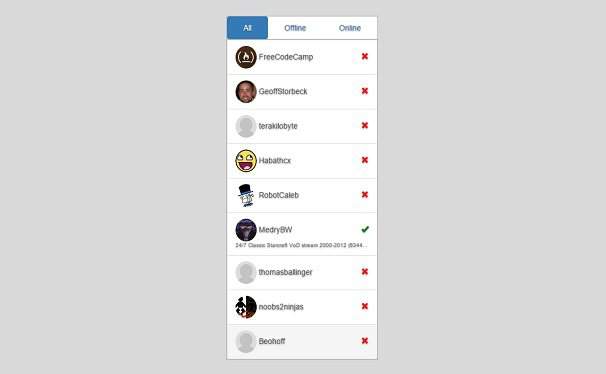 All Offline Online
FreeCodeCamp
GeoffStorbeck
terakilobyte
Habathcx
RobotCaleb
MedryBW
24/7 Classic Starcraft VoD stream 2000-2012 (6344...
thomasballinger
noobs2ninjas
Beohoff